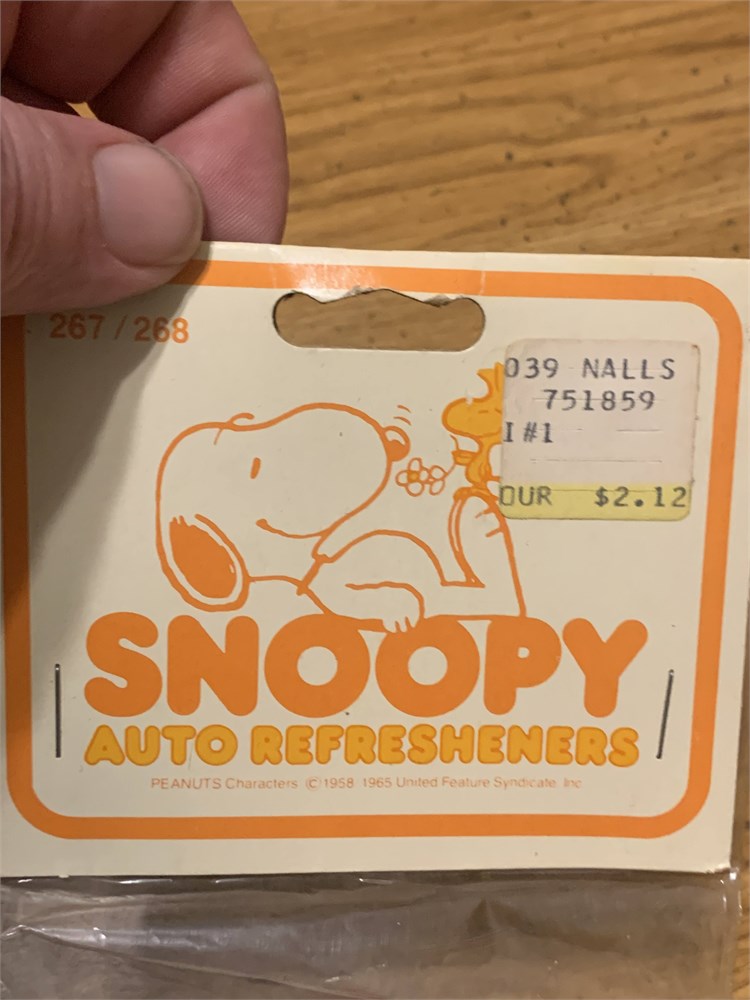 267 / 268
039 NALLS
751859
I #1
OUR $2.12
SNOOPY
AUTO REFRESHENERS
PEANUTS Characters © 1958 1965 United Feature Syndicate, Inc.